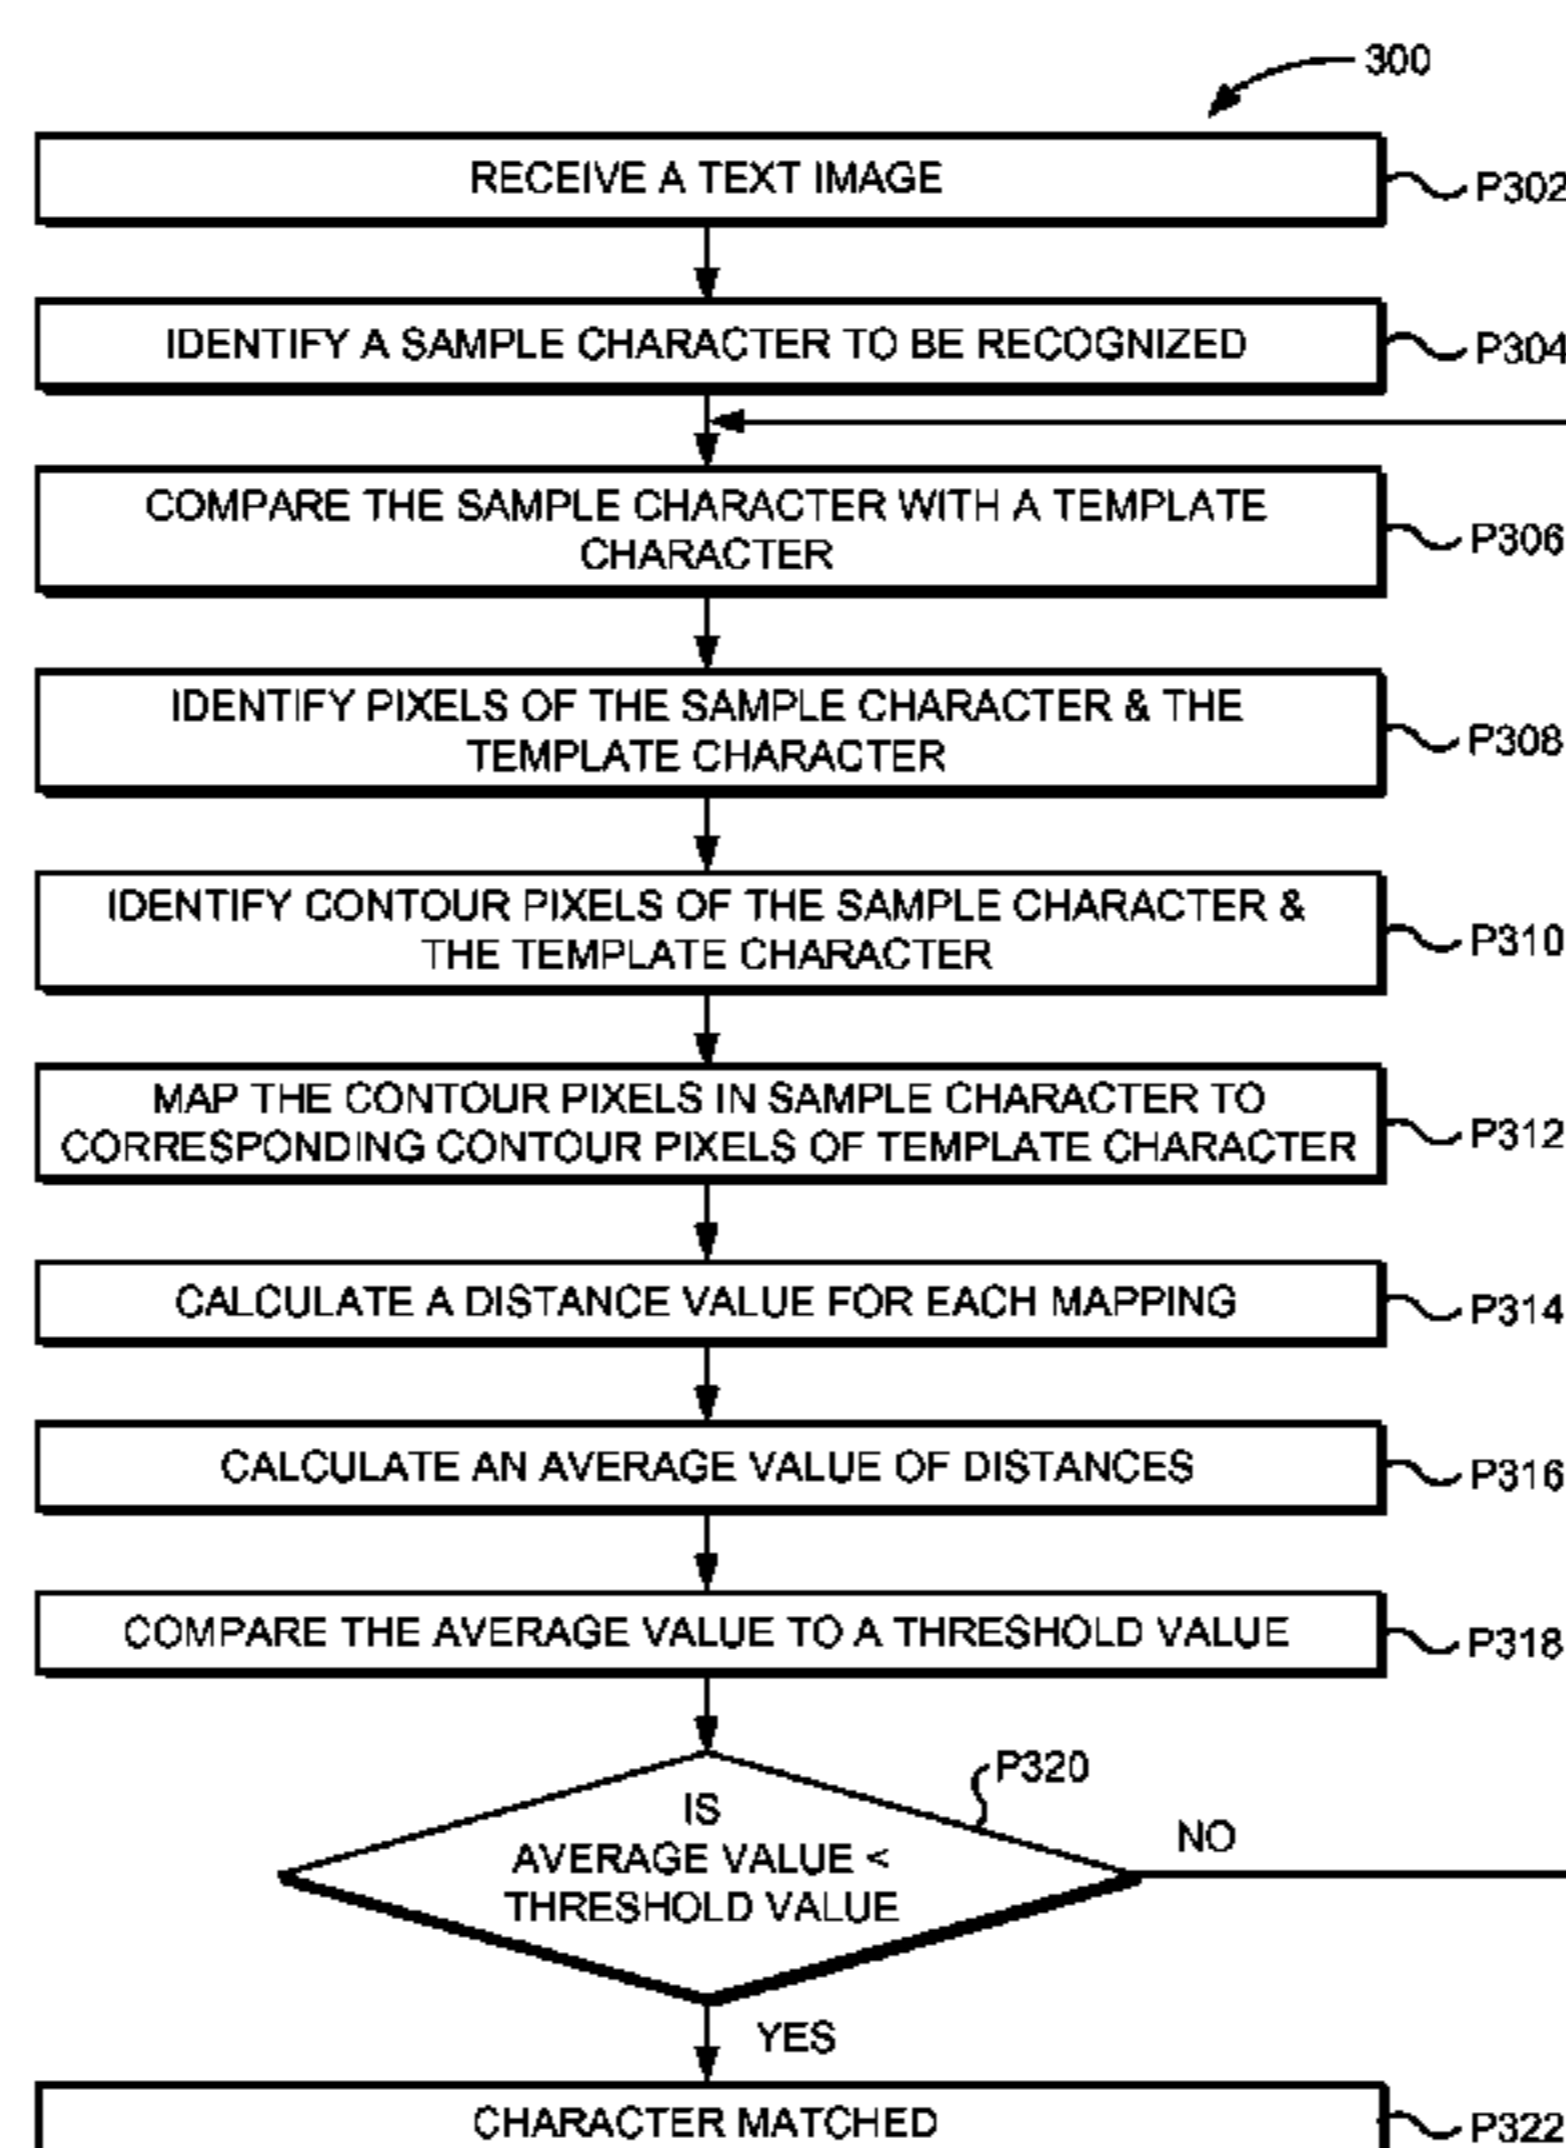 300
RECEIVE A TEXT IMAGE
P302
IDENTIFY A SAMPLE CHARACTER TO BE RECOGNIZED
P304
COMPARE THE SAMPLE CHARACTER WITH A TEMPLATE
CHARACTER
P306
IDENTIFY PIXELS OF THE SAMPLE CHARACTER & THE
TEMPLATE CHARACTER
P308
IDENTIFY CONTOUR PIXELS OF THE SAMPLE CHARACTER &
THE TEMPLATE CHARACTER
P310
MAP THE CONTOUR PIXELS IN SAMPLE CHARACTER TO
CORRESPONDING CONTOUR PIXELS OF TEMPLATE CHARACTER
P312
CALCULATE A DISTANCE VALUE FOR EACH MAPPING
P314
CALCULATE AN AVERAGE VALUE OF DISTANCES
P316
COMPARE THE AVERAGE VALUE TO A THRESHOLD VALUE
P318
P320
IS
AVERAGE VALUE <
THRESHOLD VALUE
NO
YES
CHARACTER MATCHED
P322